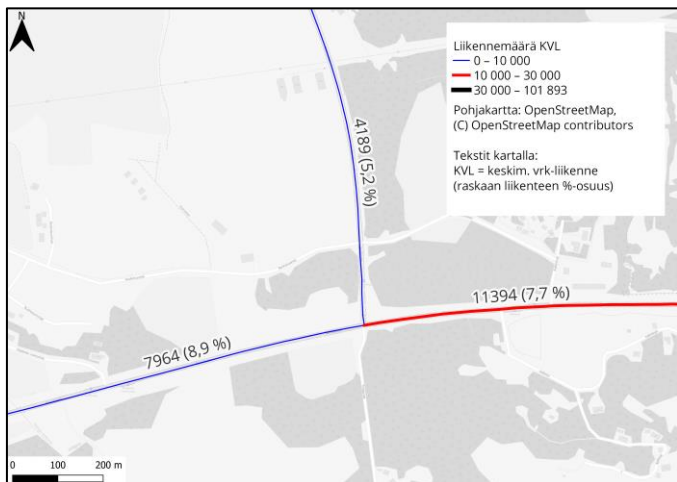 N
Liikennemäärä KVL
0 – 10 000
10 000 – 30 000
30 000 – 101 893
Pohjakartta: OpenStreetMap,
(C) OpenStreetMap contributors
Tekstit kartalla:
KVL = keskim. vrk-liikenne
(raskaan liikenteen %-osuus)
4189 (5,2 %)
11394 (7,7 %)
7964 (8,9 %)
0 100 200 m